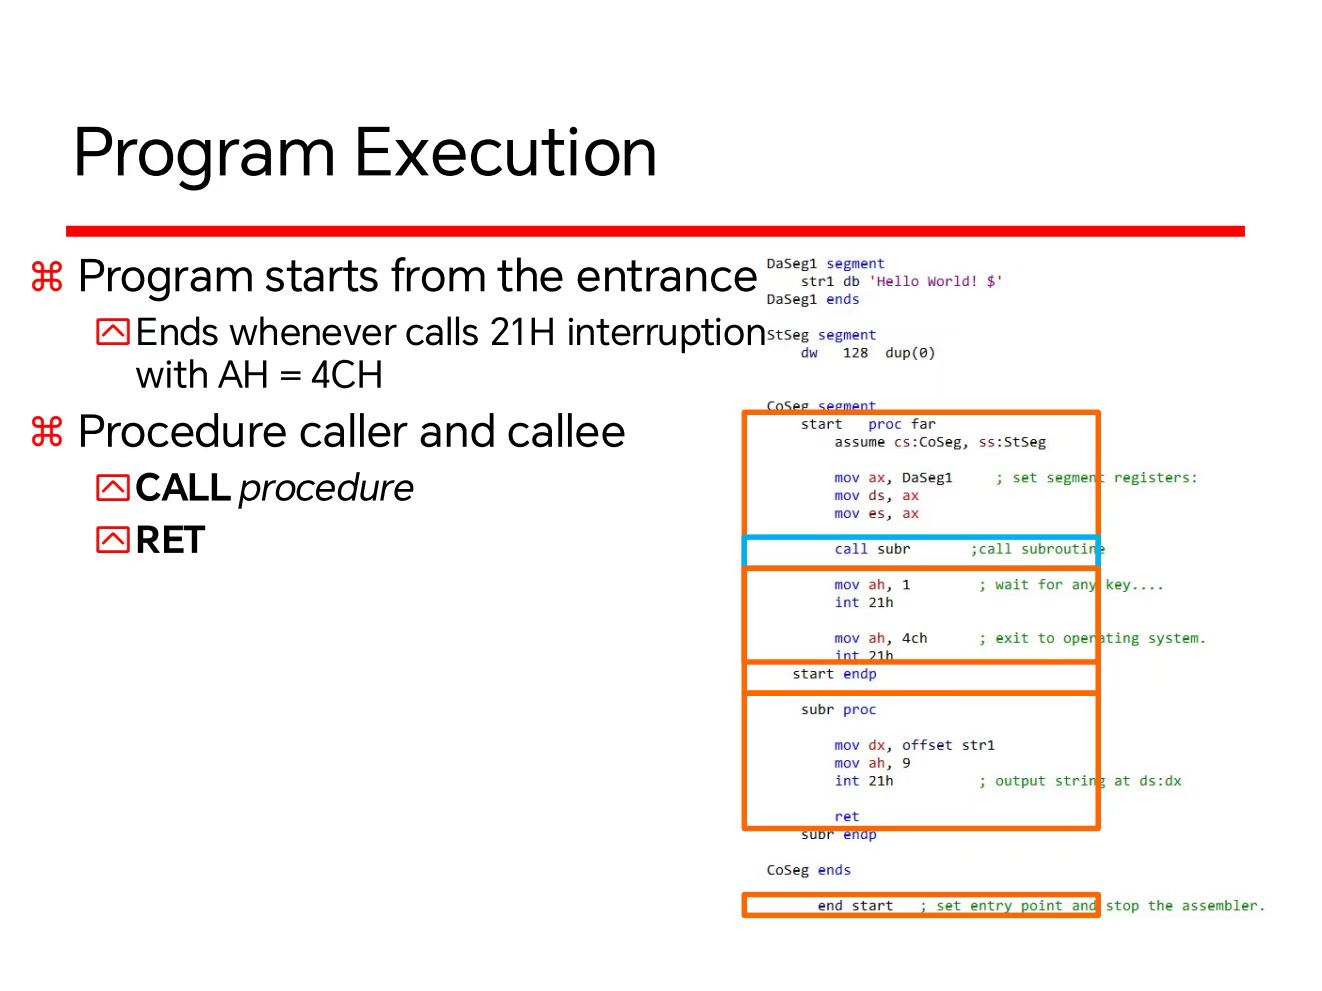 Program Execution
⌘ Program starts from the entrance
Ends whenever calls 21H interruption
with AH = 4CH
⌘ Procedure caller and callee
CALL procedure
RET
DaSeg1 segment
str1 db 'Hello World! $'
DaSeg1 ends
StSeg segment
dw 128 dup(0)
CoSeg segment
start proc far
assume cs:CoSeg, ss:StSeg
mov ax, DaSeg1 ; set segment registers:
mov ds, ax
mov es, ax
call subr ;call subroutine
mov ah, 1 ; wait for any key....
int 21h
mov ah, 4ch ; exit to operating system.
int 21h
start endp
subr proc
mov dx, offset str1
mov ah, 9
int 21h ; output string at ds:dx
ret
subr endp
CoSeg ends
end start ; set entry point and stop the assembler.